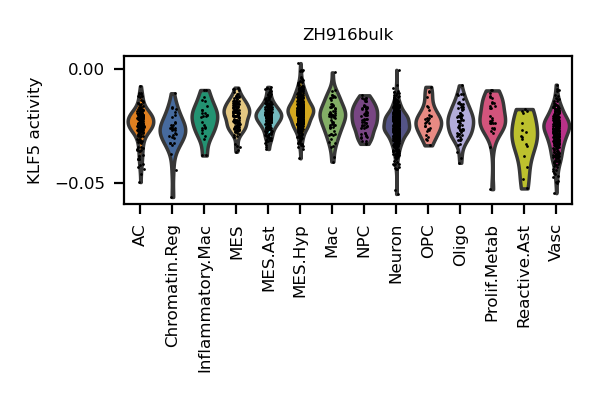 ZH916bulk
KLF5 activity
0.00
−0.05
AC
Chromatin.Reg
Inflammatory.Mac
MES
MES.Ast
MES.Hyp
Mac
NPC
Neuron
OPC
Oligo
Prolif.Metab
Reactive.Ast
Vasc